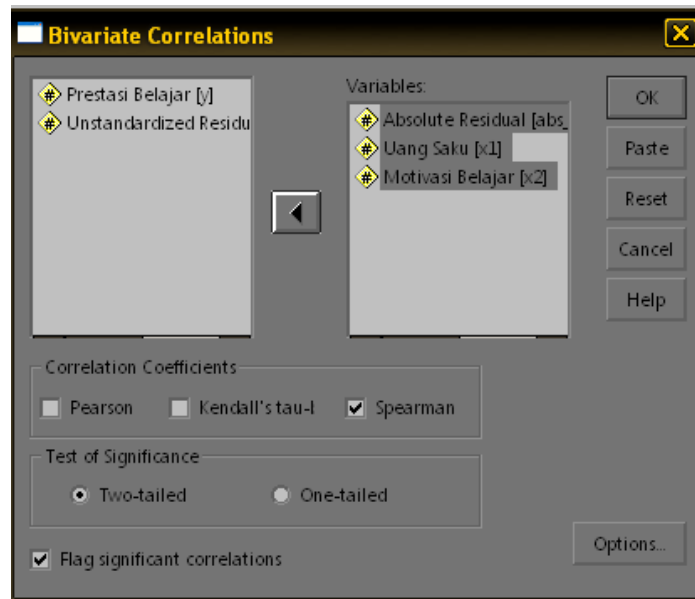 Bivariate Correlations
Prestasi Belajar [y]
Unstandardized Residu
Variables:
Absolute Residual [abs_
Uang Saku [x1]
Motivasi Belajar [x2]
OK
Paste
Reset
Cancel
Help
Correlation Coefficients
Pearson Kendall's tau-b Spearman
Test of Significance
Two-tailed One-tailed
Flag significant correlations
Options...